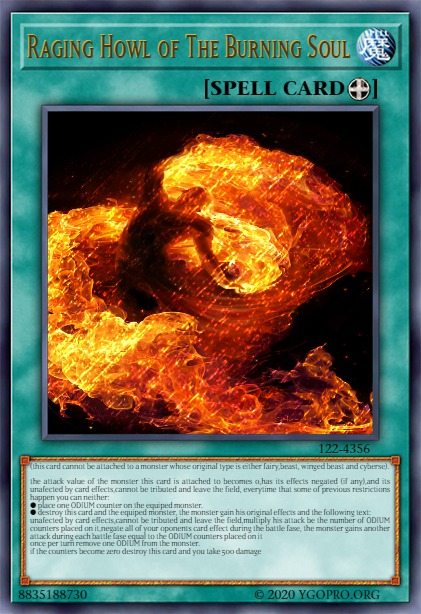 Raging Howl of The Burning Soul
[SPELL CARD]
122-4356
(this card cannot be attached to a monster whose original type is either fairy,beast, winged beast and cyberse).
the attack value of the monster this card is attached to becomes 0,has its effects negated (if any),and its
unafected by card effects,cannot be tributed and leave the field, everytime that some of previous restrictions
happen you can neither:
● place one ODIUM counter on the equiped monster.
● destroy this card and the equiped monster, the monster gain his original effects and the following text:
unafected by card effects,cannot be tributed and leave the field,multiply his attack be the number of ODIUM
counters placed on it,negate all of your oponents card effect during the battle fase, the monster gains another
attack during each battle fase equal to the ODIUM counters placed on it
once per turn remove one ODIUM from the monster.
if the counters become zero destroy this card and you take 500 damage
8835188730
© 2020 YGOPRO.ORG